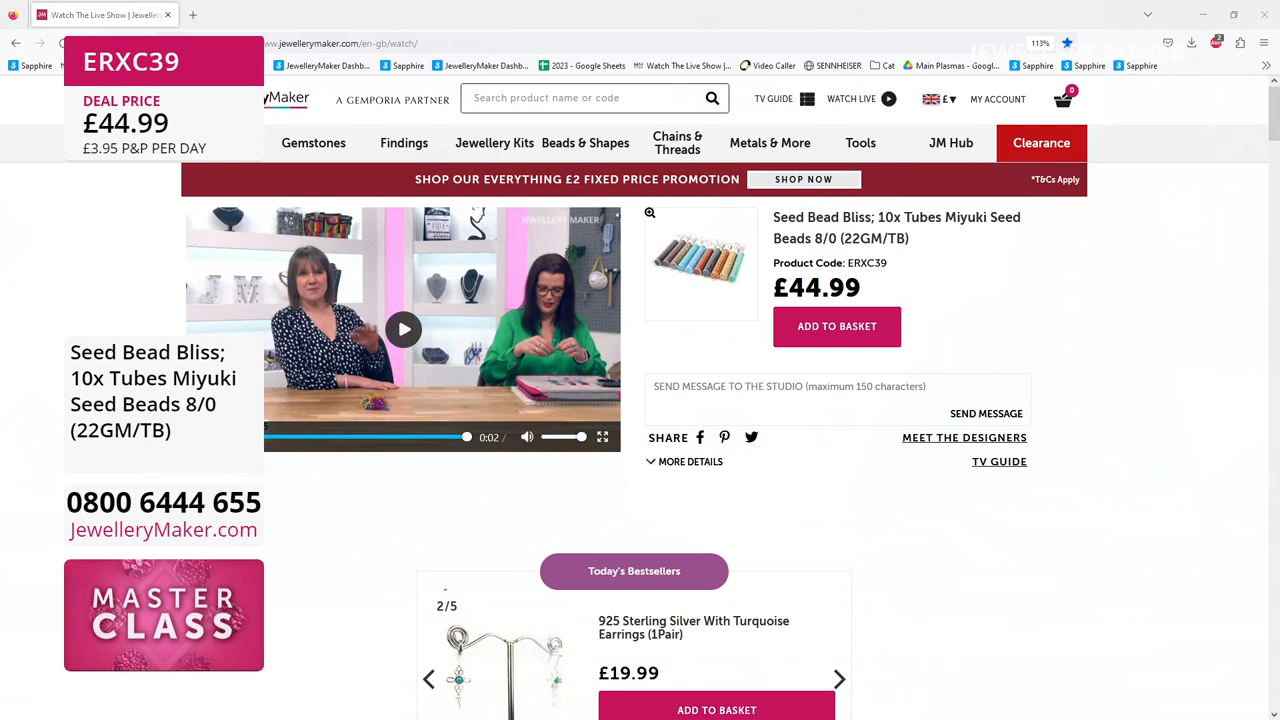 Watch The Live Show | Jeweller
ww.jewellerymaker.com/en-gb/watch/
113%
2
Sapphire
JewelleryMaker Dashb...
Sapphire
JewelleryMaker Dashb...
2023 - Google Sheets
Watch The Live Show |...
Video Caller
SENNHEISER
Cat
Main Plasmas - Googl...
Sapphire
Sapphire
Sapphire
ERXC39
DEAL PRICE
£44.99
£3.95 P&P PER DAY
yMaker
A GEMPORIA PARTNER
Search product name or code
TV GUIDE
WATCH LIVE
£
MY ACCOUNT
0
Gemstones
Findings
Jewellery Kits
Beads & Shapes
Chains &
Threads
Metals & More
Tools
JM Hub
Clearance
SHOP OUR EVERYTHING £2 FIXED PRICE PROMOTION
SHOP NOW
*T&Cs Apply
JEWELLERY MAKER
Seed Bead Bliss; 10x Tubes Miyuki Seed
Beads 8/0 (22GM/TB)
Product Code: ERXC39
£44.99
ADD TO BASKET
SEND MESSAGE TO THE STUDIO (maximum 150 characters)
SEND MESSAGE
0:02 /
SHARE
MEET THE DESIGNERS
MORE DETAILS
TV GUIDE
Seed Bead Bliss;
10x Tubes Miyuki
Seed Beads 8/0
(22GM/TB)
0800 6444 655
JewelleryMaker.com
MASTER
CLASS
Today's Bestsellers
2/5
925 Sterling Silver With Turquoise
Earrings (1Pair)
£19.99
ADD TO BASKET